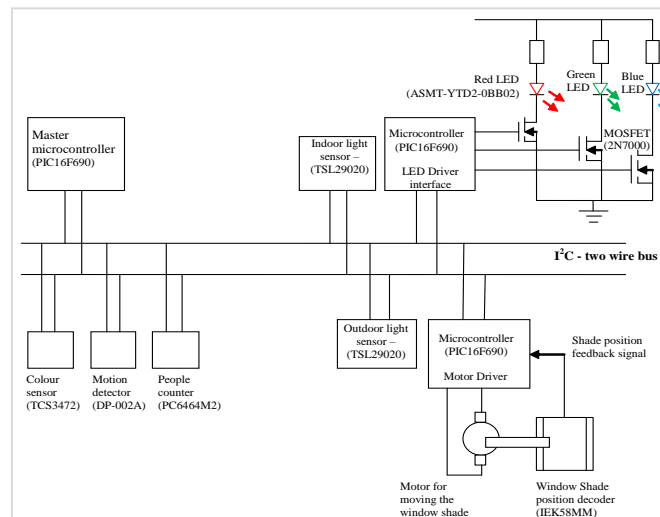 Red LED
(ASMT-YTD2-0BB02)
Green
LED
Blue
LED
MOSFET
(2N7000)
Master
microcontroller
(PIC16F690)
Indoor light
sensor –
(TSL29020)
Microcontroller
(PIC16F690)
LED Driver
interface
I²C - two wire bus
Outdoor light
sensor –
(TSL29020)
Microcontroller
(PIC16F690)
Motor Driver
Shade position
feedback signal
Colour
sensor
(TCS3472)
Motion
detector
(DP-002A)
People
counter
(PC6464M2)
Motor for
moving the
window shade
Window Shade
position decoder
(IEK58MM)